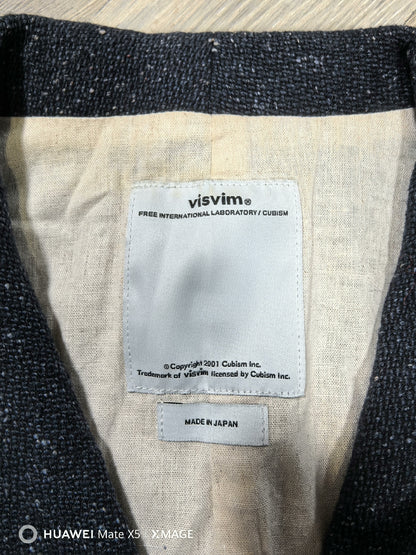 visvim®
FREE INTERNATIONAL LABORATORY / CUBISM
© Copyright 2001 Cubism Inc.
Trademark of visvim licensed by Cubism Inc.
MADE IN JAPAN
HUAWEI Mate X5 • XMAGE